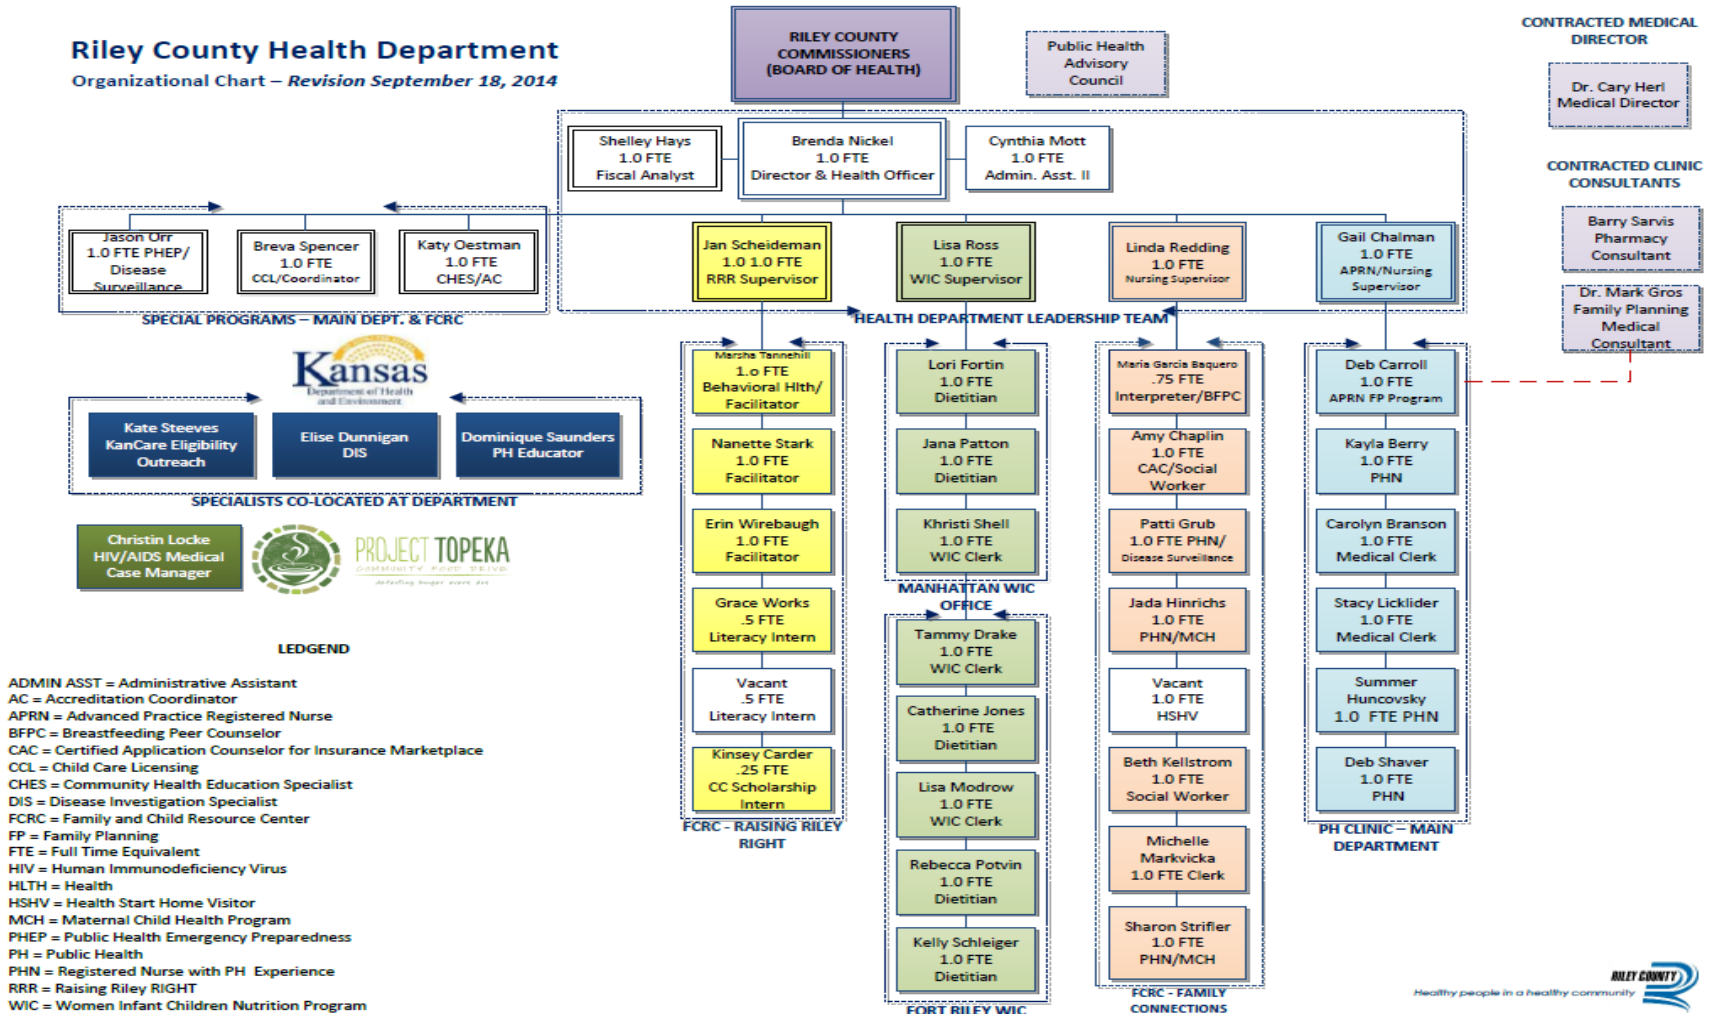 Riley County Health Department
Organizational Chart – Revision September 18, 2014
RILEY COUNTY
COMMISSIONERS
(BOARD OF HEALTH)
Public Health
Advisory
Council
CONTRACTED MEDICAL
DIRECTOR
Dr. Cary Herl
Medical Director
CONTRACTED CLINIC
CONSULTANTS
Barry Sarvis
Pharmacy
Consultant
Dr. Mark Gros
Family Planning
Medical
Consultant
Shelley Hays
1.0 FTE
Fiscal Analyst
Brenda Nickel
1.0 FTE
Director & Health Officer
Cynthia Mott
1.0 FTE
Admin. Asst. II
Jason Orr
1.0 FTE PHEP/
Disease
Surveillance
Breva Spencer
1.0 FTE
CCL/Coordinator
Katy Oestman
1.0 FTE
CHES/AC
SPECIAL PROGRAMS – MAIN DEPT. & FCRC
Jan Scheideman
1.0 1.0 FTE
RRR Supervisor
Lisa Ross
1.0 FTE
WIC Supervisor
Linda Redding
1.0 FTE
Nursing Supervisor
Gail Chalman
1.0 FTE
APRN/Nursing
Supervisor
HEALTH DEPARTMENT LEADERSHIP TEAM
Kansas
Department of Health
and Environment
Kate Steeves
KanCare Eligibility
Outreach
Elise Dunnigan
DIS
Dominique Saunders
PH Educator
SPECIALISTS CO-LOCATED AT DEPARTMENT
Christin Locke
HIV/AIDS Medical
Case Manager
PROJECT TOPEKA
COMMUNITY FOOD DRIVE
defeating hunger every day
Marsha Tannehill
1.o FTE
Behavioral Hlth/
Facilitator
Nanette Stark
1.0 FTE
Facilitator
Erin Wirebaugh
1.0 FTE
Facilitator
Grace Works
.5 FTE
Literacy Intern
Vacant
.5 FTE
Literacy Intern
Kinsey Carder
.25 FTE
CC Scholarship
Intern
FCRC - RAISING RILEY
RIGHT
Lori Fortin
1.0 FTE
Dietitian
Jana Patton
1.0 FTE
Dietitian
Khristi Shell
1.0 FTE
WIC Clerk
MANHATTAN WIC
OFFICE
Tammy Drake
1.0 FTE
WIC Clerk
Catherine Jones
1.0 FTE
Dietitian
Lisa Modrow
1.0 FTE
WIC Clerk
Rebecca Potvin
1.0 FTE
Dietitian
Kelly Schleiger
1.0 FTE
Dietitian
FORT RILEY WIC
Maria Garcia Baquero
.75 FTE
Interpreter/BFPC
Amy Chaplin
1.0 FTE
CAC/Social
Worker
Patti Grub
1.0 FTE PHN/
Disease Surveillance
Jada Hinrichs
1.0 FTE
PHN/MCH
Vacant
1.0 FTE
HSHV
Beth Kellstrom
1.0 FTE
Social Worker
Michelle
Markvicka
1.0 FTE Clerk
Sharon Strifler
1.0 FTE
PHN/MCH
FCRC - FAMILY
CONNECTIONS
Deb Carroll
1.0 FTE
APRN FP Program
Kayla Berry
1.0 FTE
PHN
Carolyn Branson
1.0 FTE
Medical Clerk
Stacy Licklider
1.0 FTE
Medical Clerk
Summer
Huncovsky
1.0 FTE PHN
Deb Shaver
1.0 FTE
PHN
PH CLINIC – MAIN
DEPARTMENT
LEDGEND
ADMIN ASST = Administrative Assistant
AC = Accreditation Coordinator
APRN = Advanced Practice Registered Nurse
BFPC = Breastfeeding Peer Counselor
CAC = Certified Application Counselor for Insurance Marketplace
CCL = Child Care Licensing
CHES = Community Health Education Specialist
DIS = Disease Investigation Specialist
FCRC = Family and Child Resource Center
FP = Family Planning
FTE = Full Time Equivalent
HIV = Human Immunodeficiency Virus
HLTH = Health
HSHV = Health Start Home Visitor
MCH = Maternal Child Health Program
PHEP = Public Health Emergency Preparedness
PH = Public Health
PHN = Registered Nurse with PH Experience
RRR = Raising Riley RIGHT
WIC = Women Infant Children Nutrition Program
RILEY COUNTY
Healthy people in a healthy community